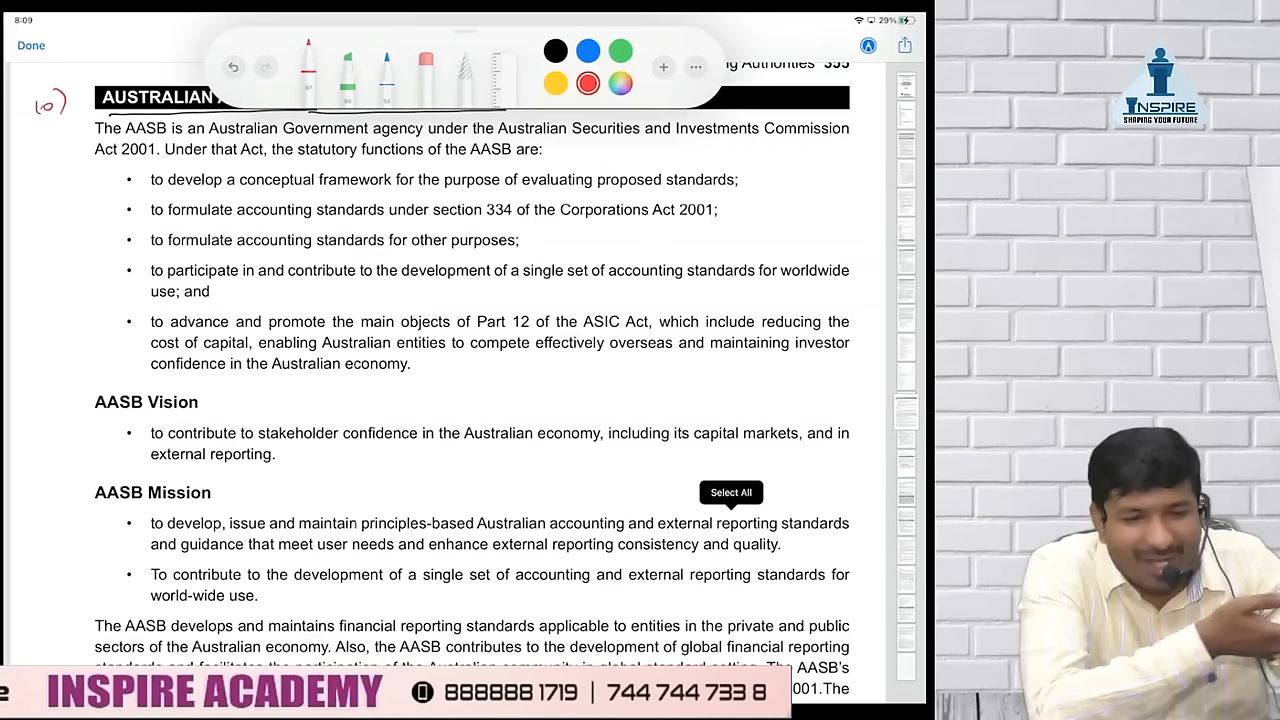 8:09
29%
Done
Authorities 355
10)
AUSTRALIAN
The AASB is an Australian Government agency under the Australian Securities and Investments Commission
Act 2001. Under that Act, the statutory functions of the AASB are:
• to develop a conceptual framework for the purpose of evaluating proposed standards;
• to formulate accounting standards under section 334 of the Corporations Act 2001;
• to formulate accounting standards for other purposes;
• to participate in and contribute to the development of a single set of accounting standards for worldwide
use; and
• to advance and promote the main objects of Part 12 of the ASIC Act, which include reducing the
cost of capital, enabling Australian entities to compete effectively overseas and maintaining investor
confidence in the Australian economy.
AASB Vision
• to contribute to stakeholder confidence in the Australian economy, including its capital markets, and in
external reporting.
AASB Mission
Select All
• to develop, issue and maintain principles-based Australian accounting and external reporting standards
and guidance that meet user needs and enhance external reporting consistency and quality.
• To contribute to the development of a single set of accounting and external reporting standards for
world-wide use.
The AASB develops and maintains financial reporting standards applicable to entities in the private and public
sectors of the Australian economy. Also, the AASB contributes to the development of global financial reporting
The AASB's
001.The
INSPIRE ACADEMY 888888 1719 | 744 744 733 8
INSPIRE
SHAPING YOUR FUTURE